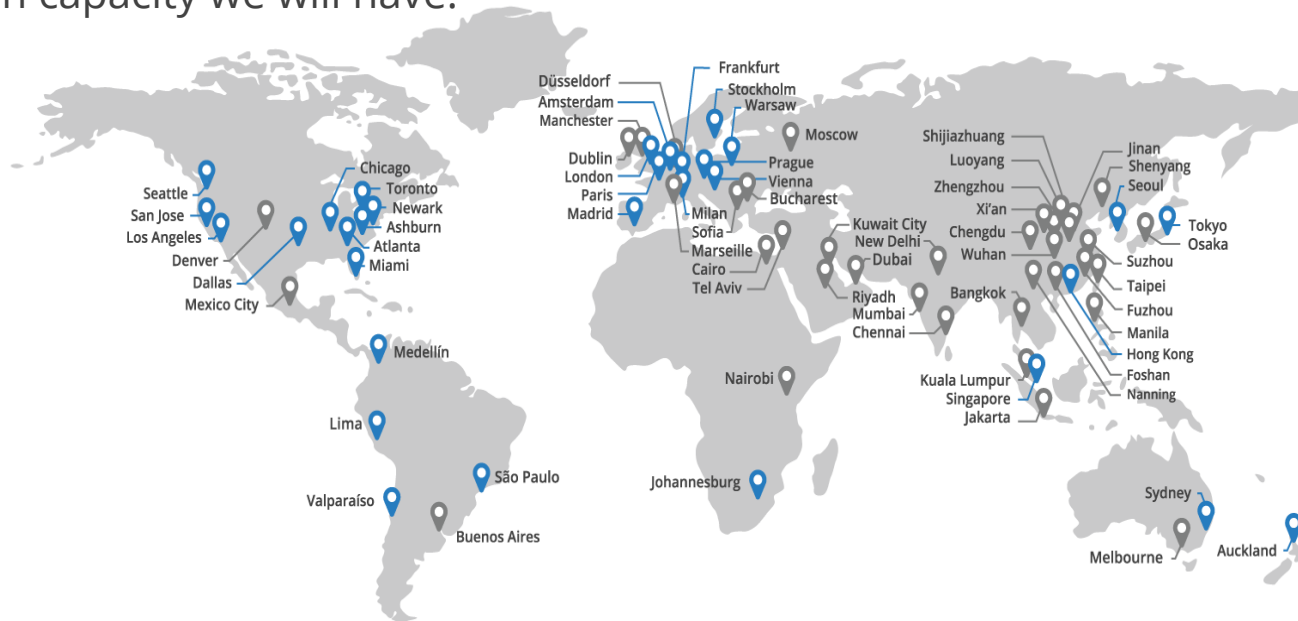 n capacity we will have.
Seattle
San Jose
Los Angeles
Denver
Dallas
Mexico City
Chicago
Toronto
Newark
Ashburn
Atlanta
Miami
Medellín
Lima
São Paulo
Valparaíso
Buenos Aires
Düsseldorf
Amsterdam
Manchester
Dublin
London
Paris
Madrid
Frankfurt
Stockholm
Warsaw
Moscow
Prague
Vienna
Bucharest
Milan
Sofia
Marseille
Cairo
Tel Aviv
Kuwait City
New Delhi
Dubai
Riyadh
Mumbai
Chennai
Nairobi
Johannesburg
Shijiazhuang
Luoyang
Zhengzhou
Xi'an
Chengdu
Wuhan
Bangkok
Jinan
Shenyang
Seoul
Tokyo
Osaka
Suzhou
Taipei
Fuzhou
Manila
Hong Kong
Foshan
Nanning
Kuala Lumpur
Singapore
Jakarta
Sydney
Melbourne
Auckland